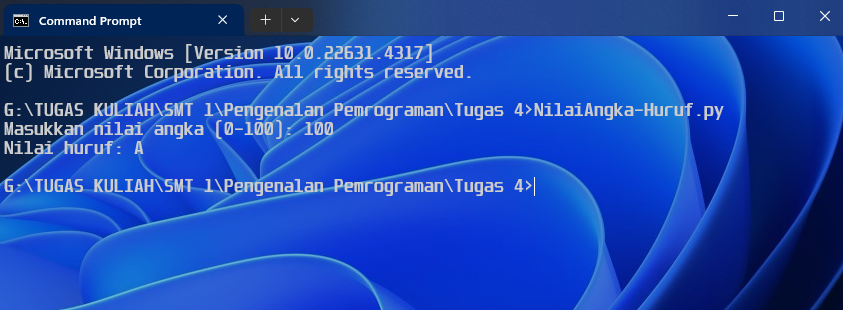 Command Prompt
Microsoft Windows [Version 10.0.22631.4317]
(c) Microsoft Corporation. All rights reserved.
G:\TUGAS KULIAH\SMT 1\Pengenalan Pemrograman\Tugas 4>NilaiAngka-Huruf.py
Masukkan nilai angka [0-100]: 100
Nilai huruf: A
G:\TUGAS KULIAH\SMT 1\Pengenalan Pemrograman\Tugas 4>